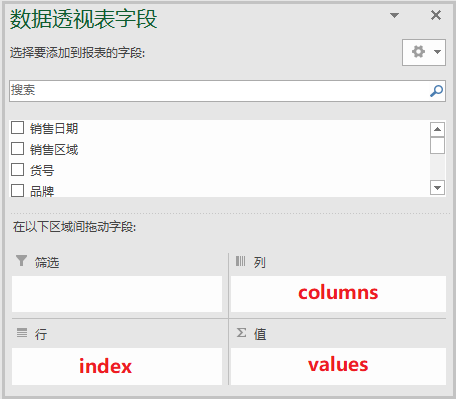 数据透视表字段
选择要添加到报表的字段:
搜索
销售日期
销售区域
货号
品牌
在以下区域间拖动字段:
筛选
列
columns
行
Σ 值
index
values